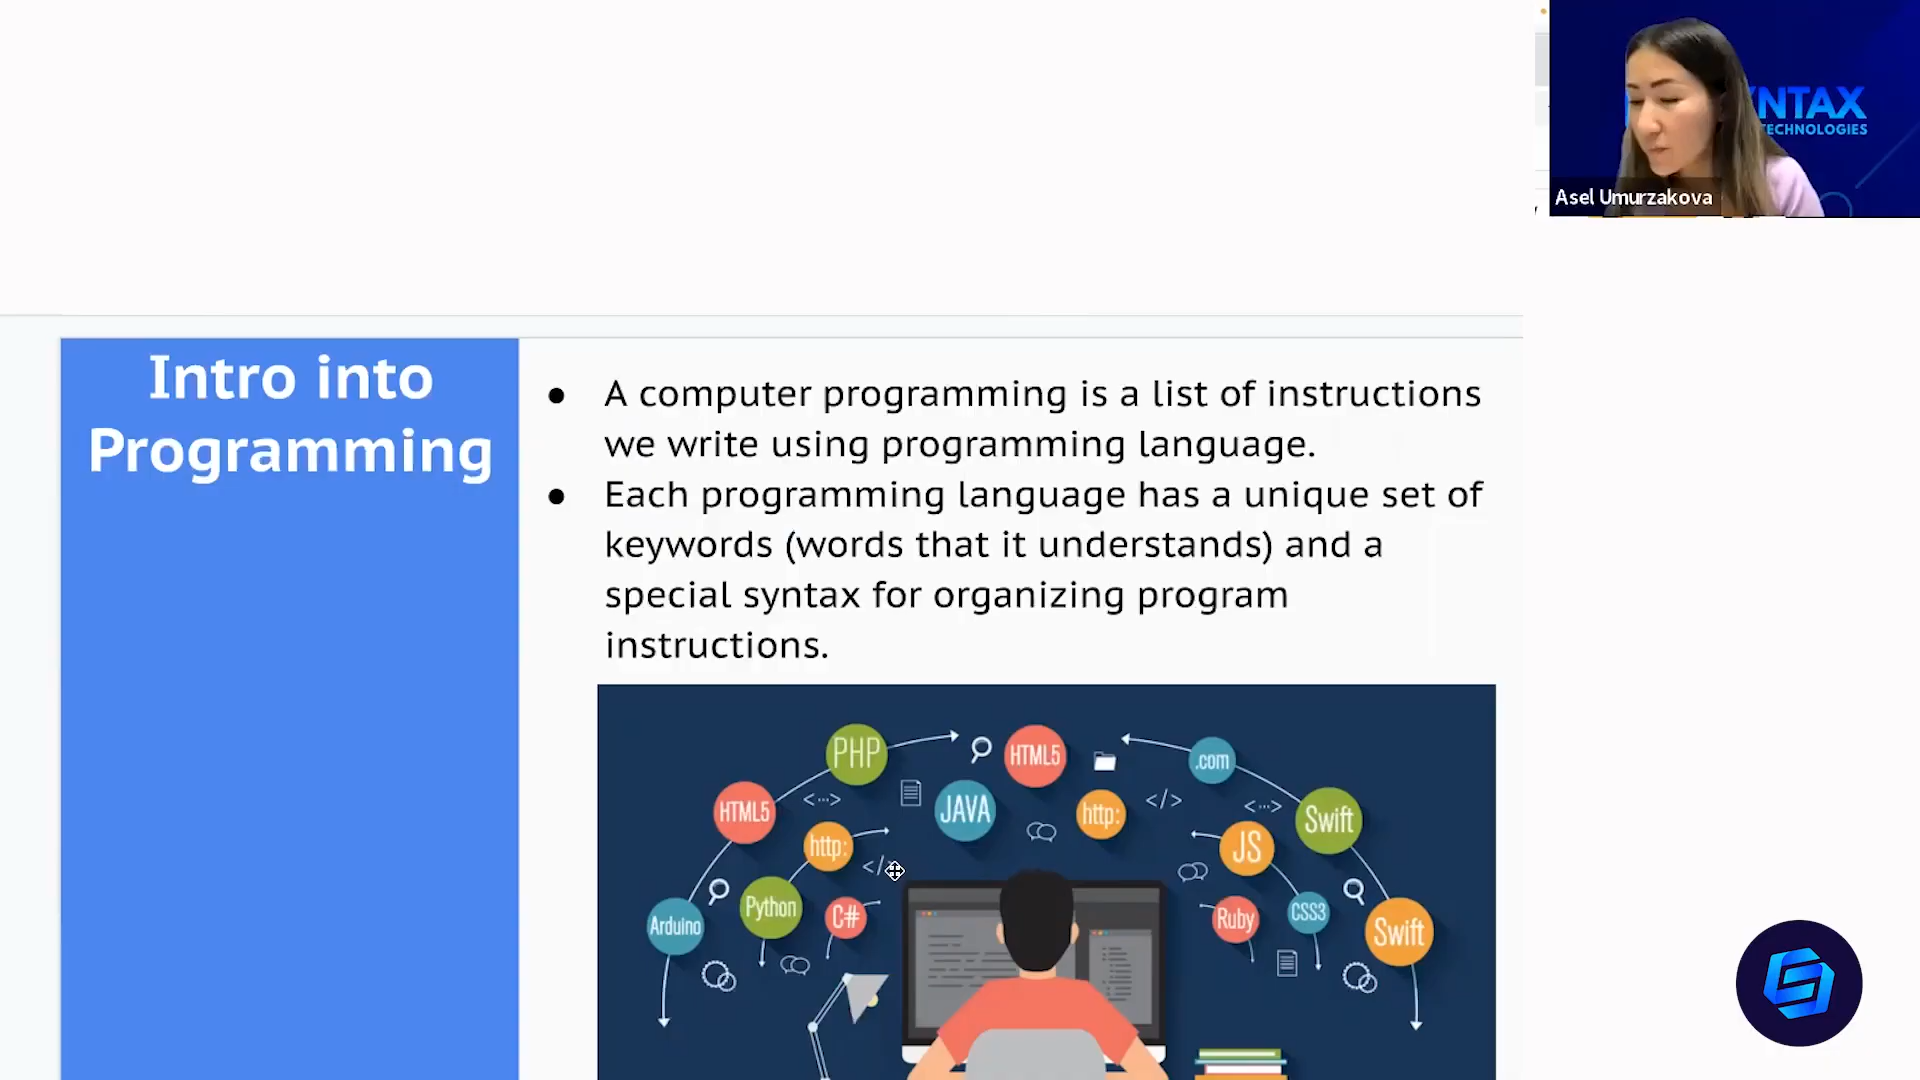 NTAX
TECHNOLOGIES
Asel Umurzakova
Intro into
Programming
● A computer programming is a list of instructions
we write using programming language.
● Each programming language has a unique set of
keywords (words that it understands) and a
special syntax for organizing program
instructions.
PHP
HTML5
.com
HTML5
<...>
JAVA
http:
</>
<...>
Swift
http:
JS
</>
Python
C#
Ruby
CSS3
Arduino
Swift